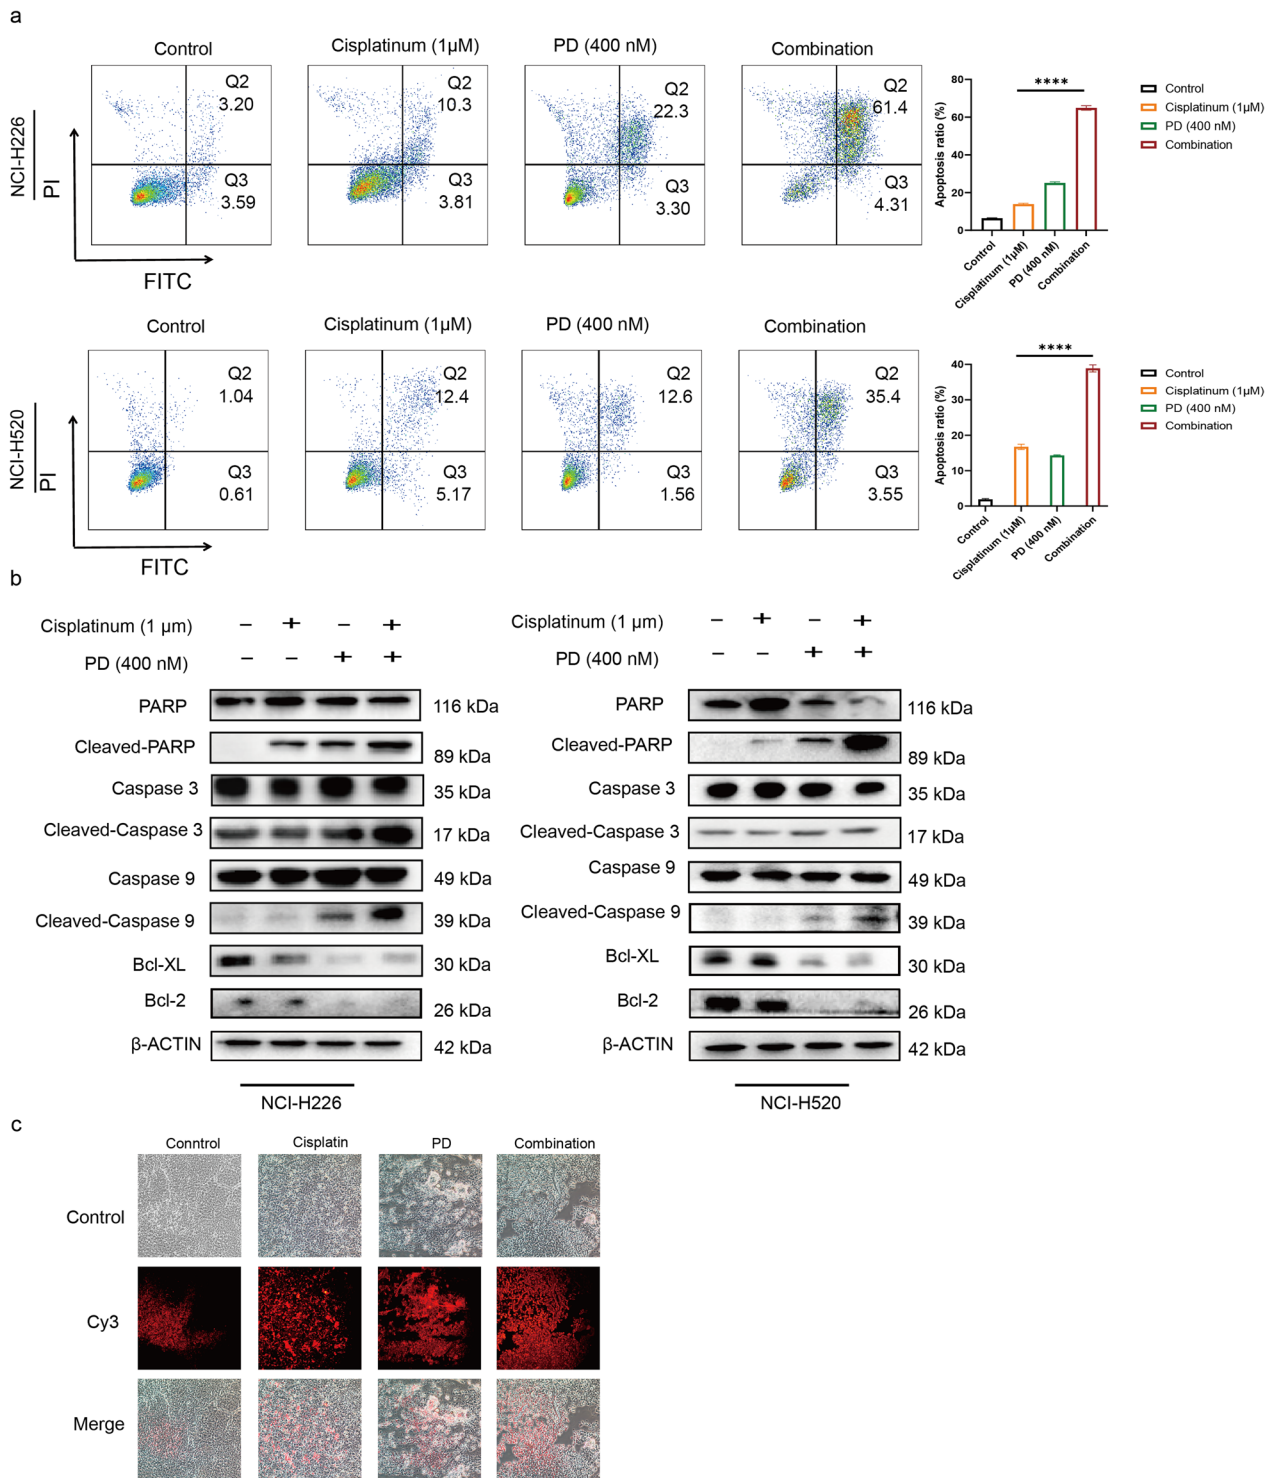 a
Control
Cisplatinum (1μM)
PD (400 nM)
Combination
NCI-H226
PI
Q2
3.20
Q3
3.59
Q2
10.3
Q3
3.81
Q2
22.3
Q3
3.30
Q2
61.4
Q3
4.31
FITC
Apoptosis ratio (%)
80
60
40
20
0
****
Control
Cisplatinum (1μM)
PD (400 nM)
Combination
Control
Cisplatinum (1μM)
PD (400 nM)
Combination
Control
Cisplatinum (1μM)
PD (400 nM)
Combination
NCI-H520
PI
Q2
1.04
Q3
0.61
Q2
12.4
Q3
5.17
Q2
12.6
Q3
1.56
Q2
35.4
Q3
3.55
FITC
Apoptosis ratio (%)
40
30
20
10
0
****
Control
Cisplatinum (1μM)
PD (400 nM)
Combination
Control
Cisplatinum (1μM)
PD (400 nM)
Combination
b
Cisplatinum (1 μm) − + − +
PD (400 nM) − − + +
PARP 116 kDa
Cleaved-PARP 89 kDa
Caspase 3 35 kDa
Cleaved-Caspase 3 17 kDa
Caspase 9 49 kDa
Cleaved-Caspase 9 39 kDa
Bcl-XL 30 kDa
Bcl-2 26 kDa
β-ACTIN 42 kDa
NCI-H226
Cisplatinum (1 μm) − + − +
PD (400 nM) − − + +
PARP 116 kDa
Cleaved-PARP 89 kDa
Caspase 3 35 kDa
Cleaved-Caspase 3 17 kDa
Caspase 9 49 kDa
Cleaved-Caspase 9 39 kDa
Bcl-XL 30 kDa
Bcl-2 26 kDa
β-ACTIN 42 kDa
NCI-H520
c
Conntrol
Cisplatin
PD
Combination
Control
Cy3
Merge